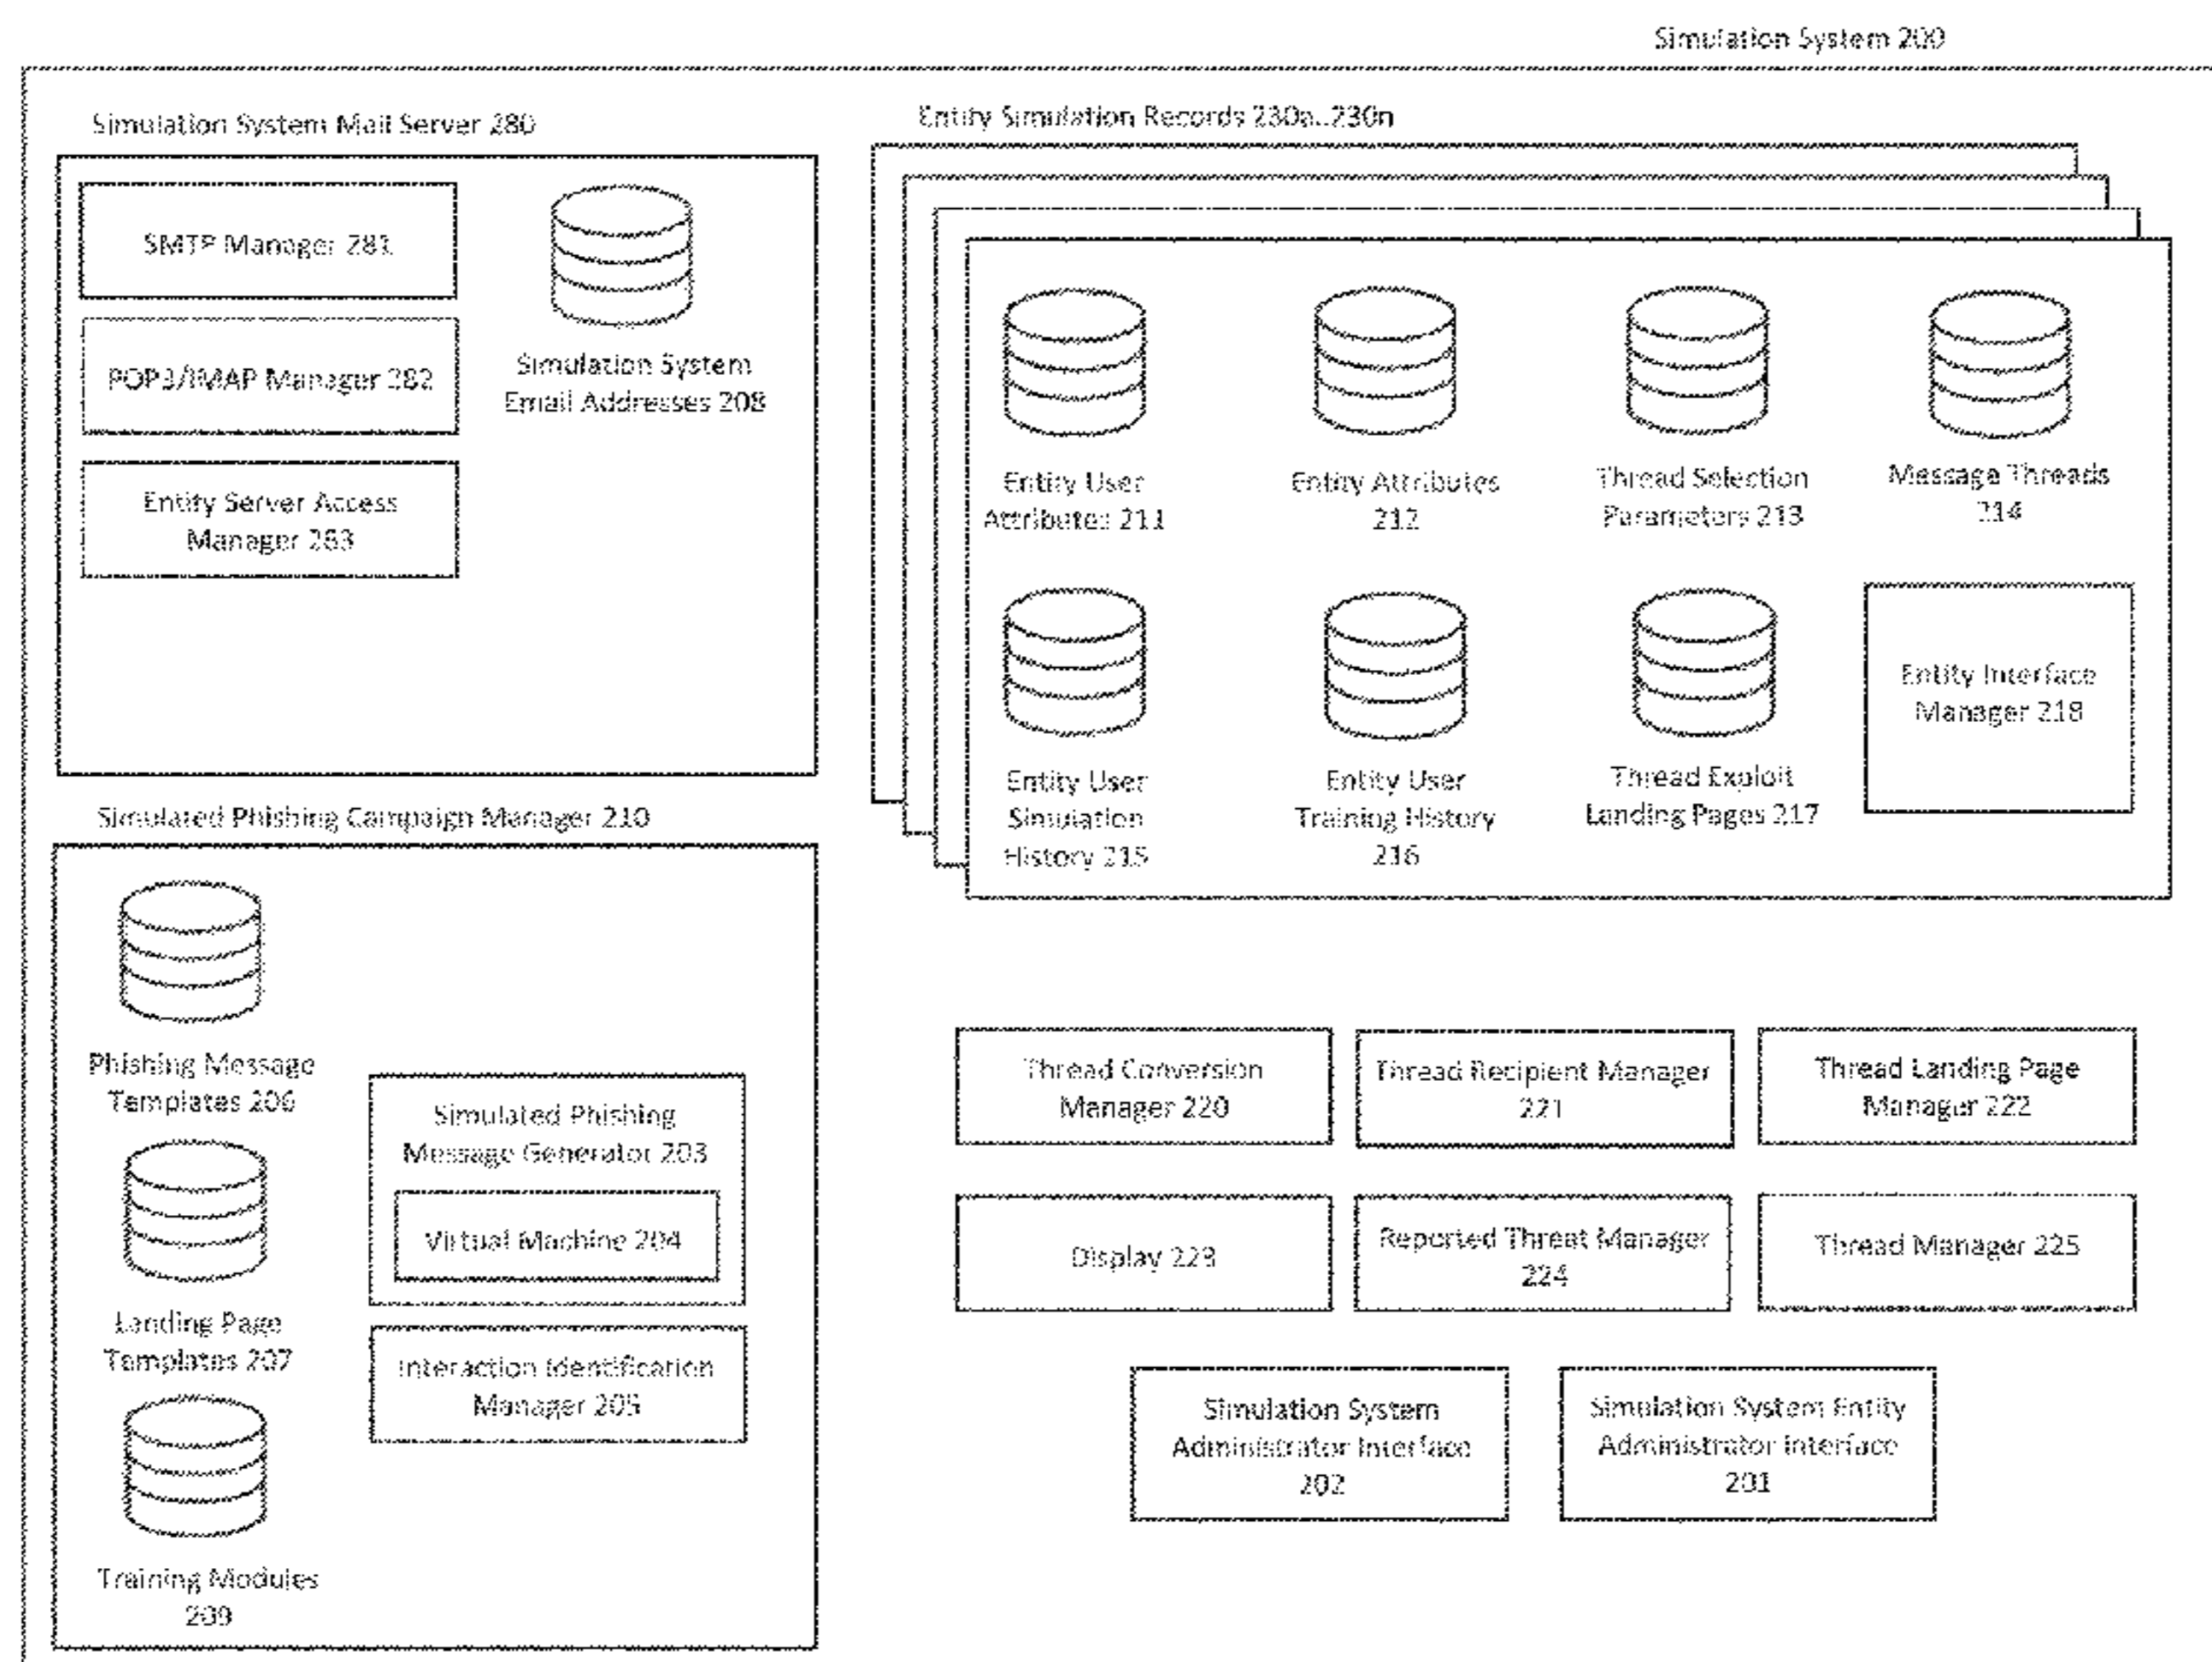 Simulation System 200
Simulation System Mail Server 280
SMTP Manager 281
POP3/IMAP Manager 282
Entity Server Access
Manager 283
Simulation System
Email Addresses 208
Entity Simulation Records 230a..230n
Entity User
Attributes 211
Entity Attributes
212
Thread Selection
Parameters 213
Message Threads
214
Entity User
Simulation
History 215
Entity User
Training History
216
Thread Exploit
Landing Pages 217
Entity Interface
Manager 218
Simulated Phishing Campaign Manager 210
Phishing Message
Templates 206
Landing Page
Templates 207
Training Modules
209
Simulated Phishing
Message Generator 203
Virtual Machine 204
Interaction Identification
Manager 205
Thread Conversion
Manager 220
Thread Recipient Manager
221
Thread Landing Page
Manager 222
Display 223
Reported Threat Manager
224
Thread Manager 225
Simulation System
Administrator Interface
202
Simulation System Entity
Administrator Interface
201